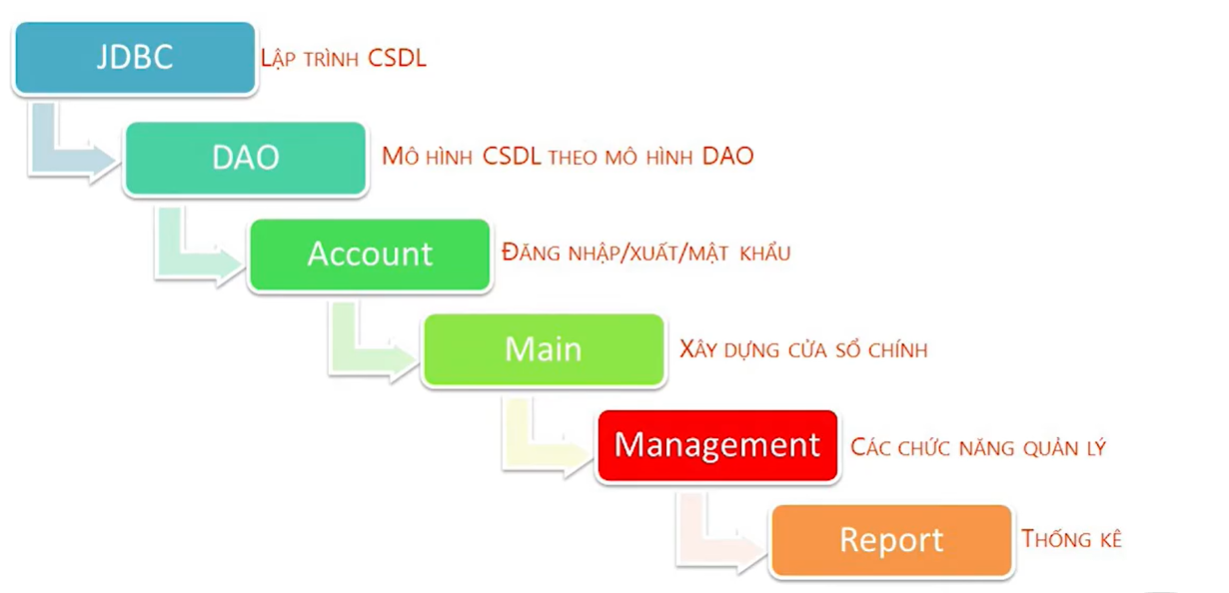 JDBC
LẬP TRÌNH CSDL
DAO
MÔ HÌNH CSDL THEO MÔ HÌNH DAO
Account
ĐĂNG NHẬP/XUẤT/MẬT KHẨU
Main
XÂY DỰNG CỬA SỔ CHÍNH
Management
CÁC CHỨC NĂNG QUẢN LÝ
Report
THỐNG KÊ